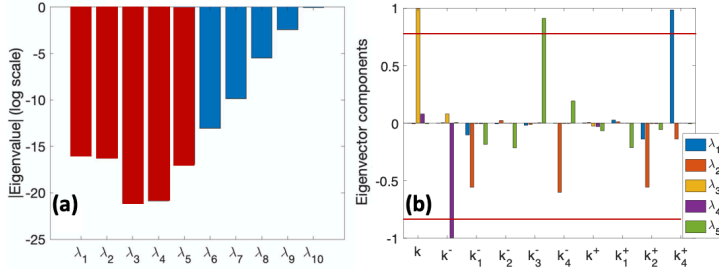 |Eigenvalue| (log scale)
0
-5
-10
-15
-20
-25
(a)
λ1 λ2 λ3 λ4 λ5 λ6 λ7 λ8 λ9 λ10
Eigenvector components
1
0.5
0
-0.5
-1
(b)
k k⁻ k₁⁻ k₂⁻ k₃⁻ k₄⁻ k⁺ k₁⁺ k₂⁺ k₄⁺
λ1
λ2
λ3
λ4
λ5